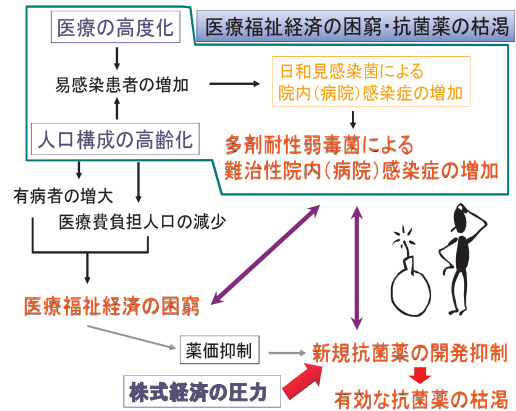 医療の高度化
医療福祉経済の困窮・抗菌薬の枯渇
易感染患者の増加
日和見感染菌による
院内(病院)感染症の増加
人口構成の高齢化
多剤耐性弱毒菌による
難治性院内(病院)感染症の増加
有病者の増大
医療費負担人口の減少
医療福祉経済の困窮
薬価抑制
新規抗菌薬の開発抑制
株式経済の圧力
有効な抗菌薬の枯渇